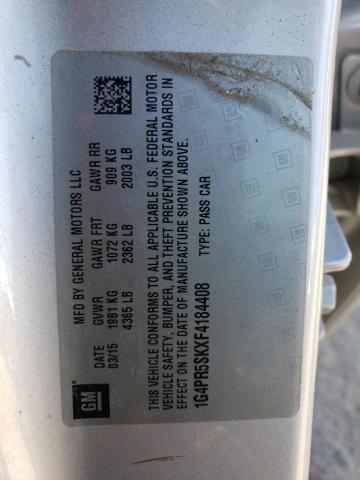 MFD BY GENERAL MOTORS LLC
DATE GVWR GAWR FRT GAWR RR
03/15 1981 KG 1072 KG 909 KG
4365 LB 2362 LB 2003 LB
THIS VEHICLE CONFORMS TO ALL APPLICABLE U.S. FEDERAL MOTOR
VEHICLE SAFETY, BUMPER, AND THEFT PREVENTION STANDARDS IN
EFFECT ON THE DATE OF MANUFACTURE SHOWN ABOVE.
1G4PR5SKXF4184408 TYPE: PASS CAR
GM